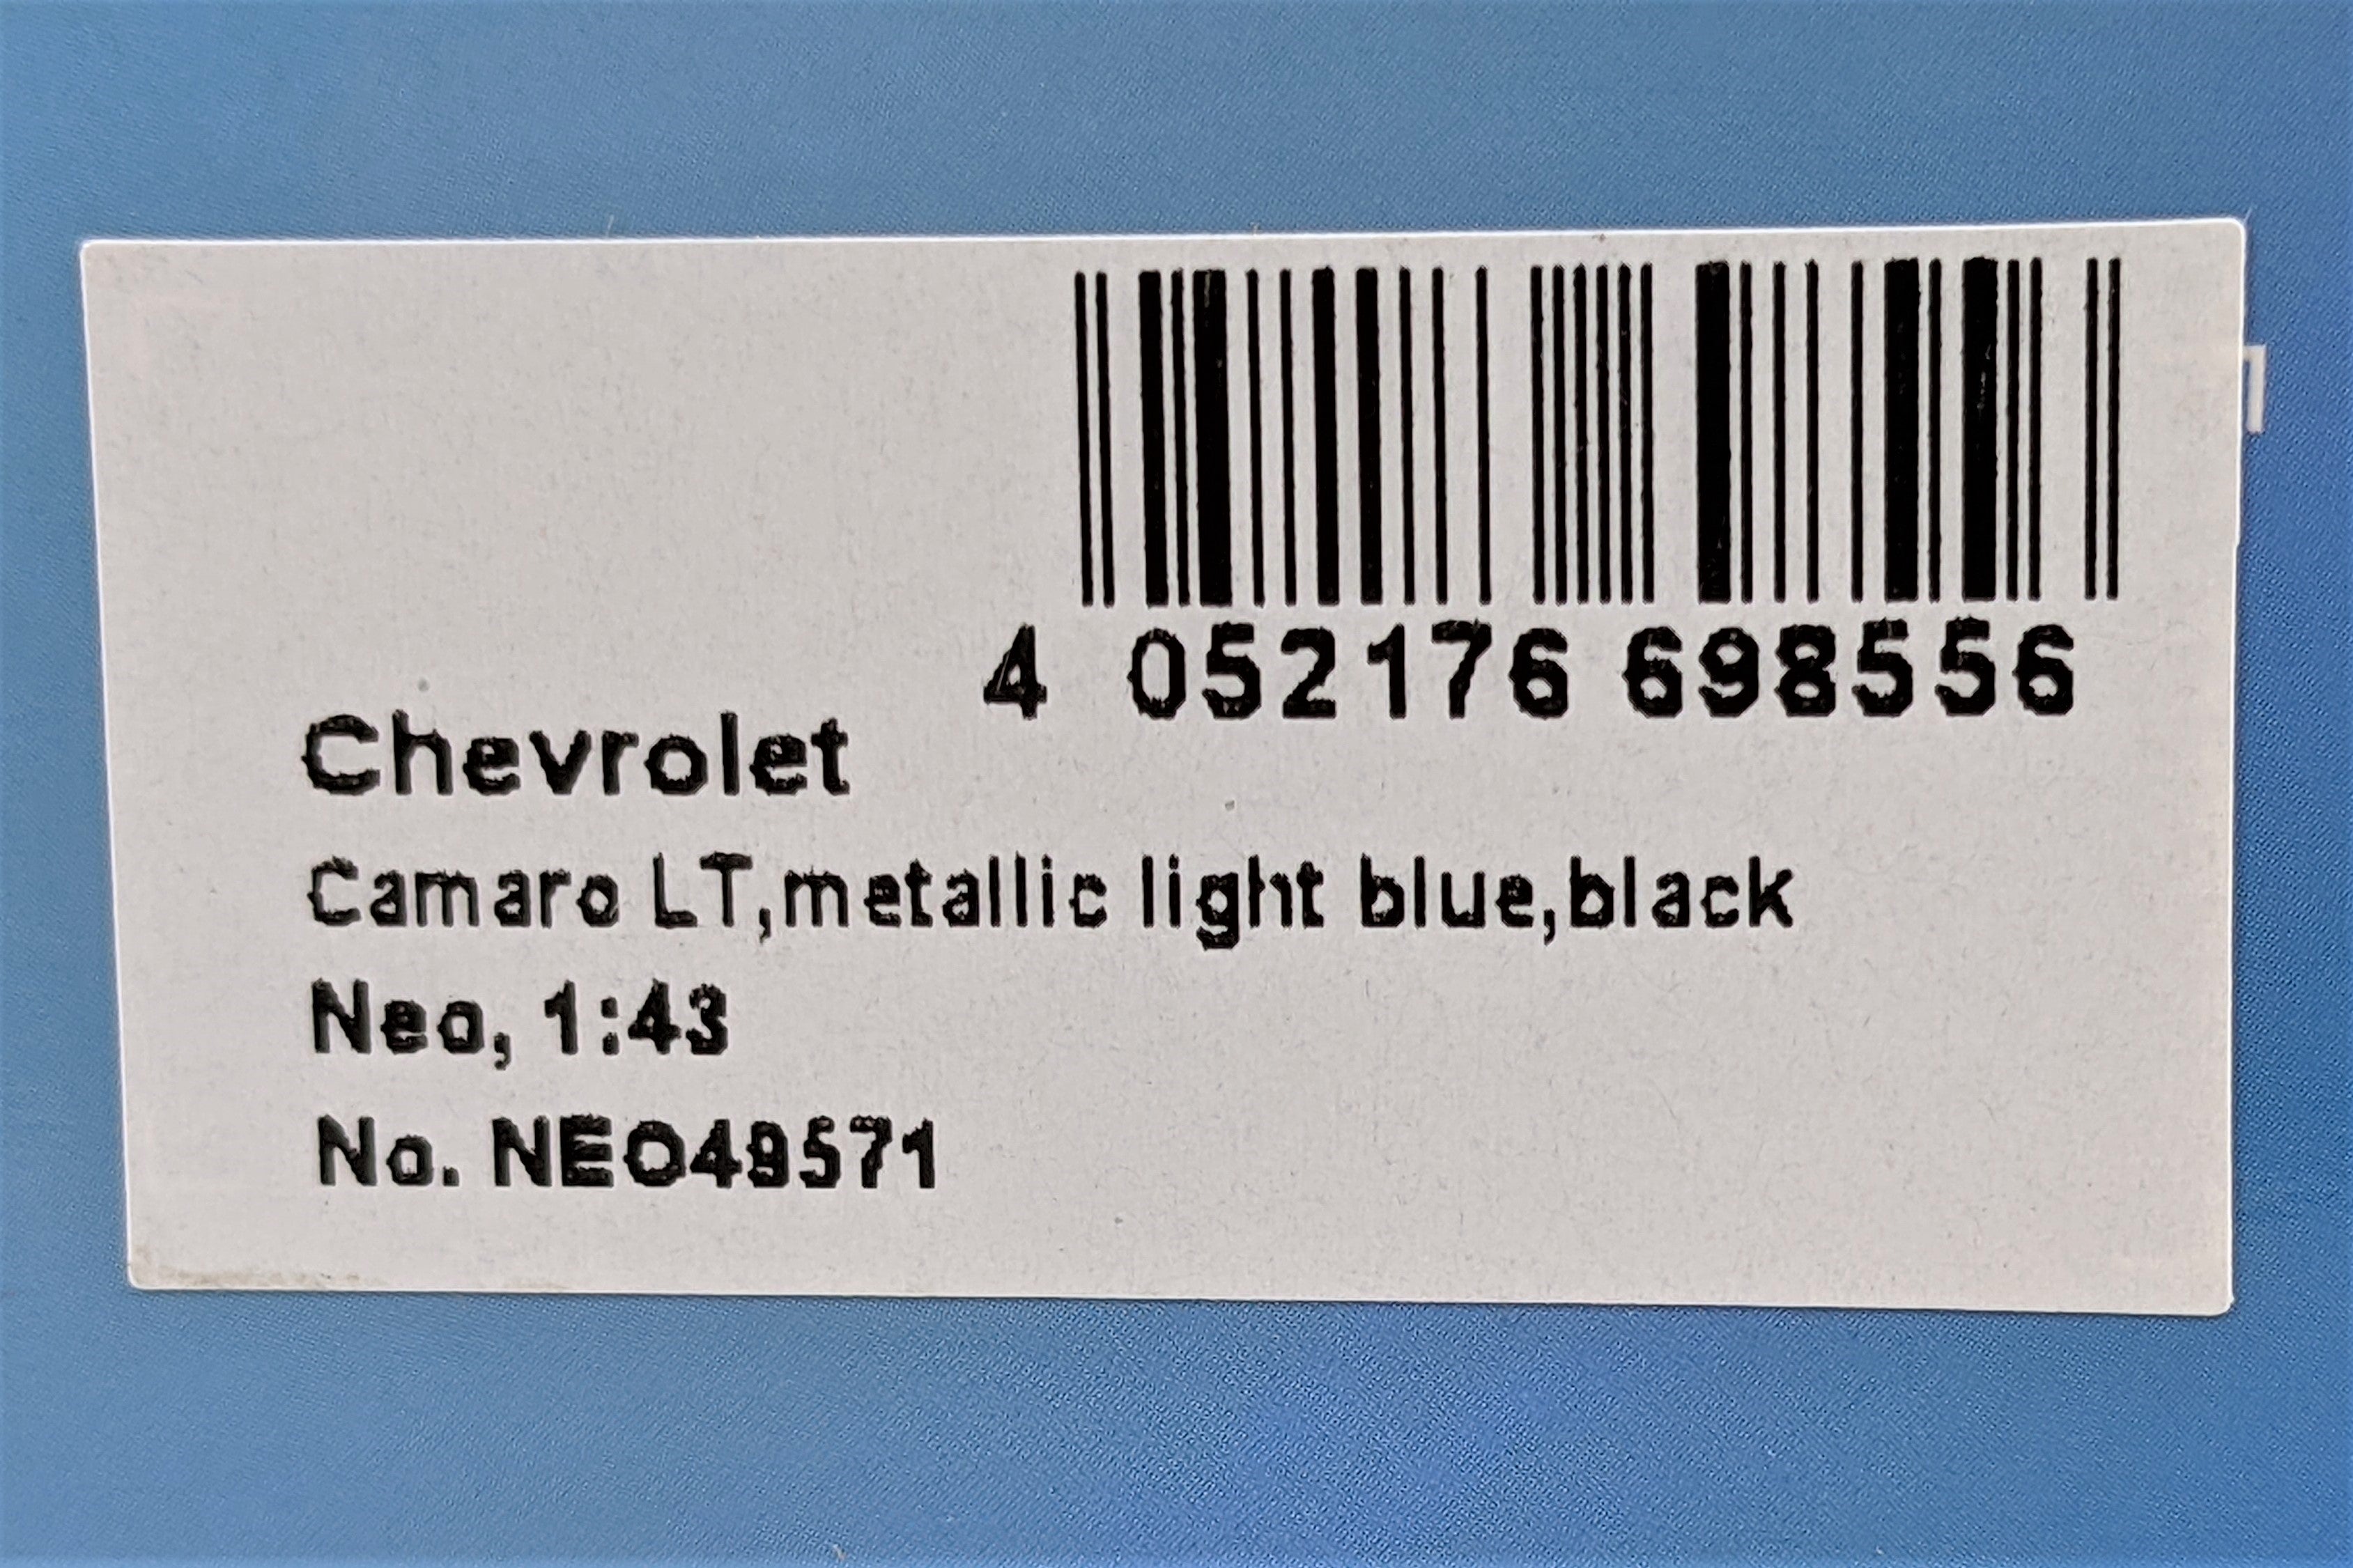 4 052176 698556
Chevrolet
Camaro LT,metallic light blue,black
Neo, 1:43
No. NEO49571